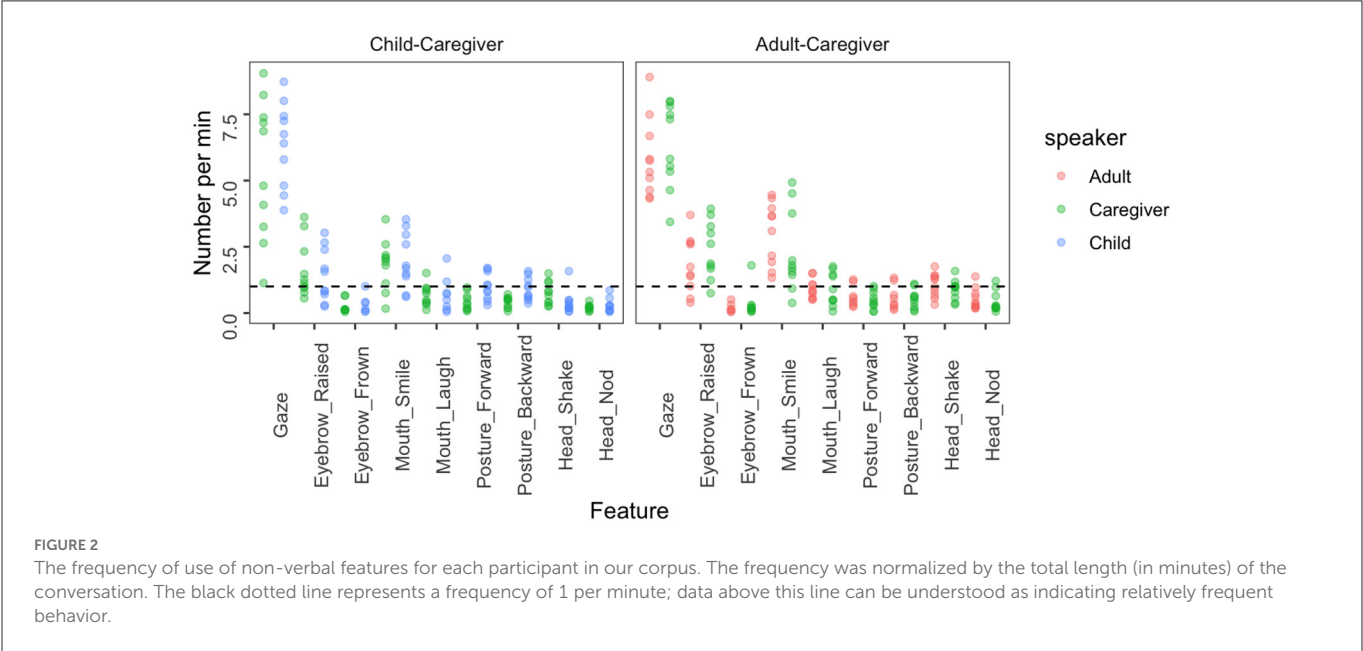 Child-Caregiver
Adult-Caregiver
Number per min
7.5
5.0
2.5
0.0
Gaze
Eyebrow_Raised
Eyebrow_Frown
Mouth_Smile
Mouth_Laugh
Posture_Forward
Posture_Backward
Head_Shake
Head_Nod
Gaze
Eyebrow_Raised
Eyebrow_Frown
Mouth_Smile
Mouth_Laugh
Posture_Forward
Posture_Backward
Head_Shake
Head_Nod
Feature
speaker
Adult
Caregiver
Child
FIGURE 2
The frequency of use of non-verbal features for each participant in our corpus. The frequency was normalized by the total length (in minutes) of the
conversation. The black dotted line represents a frequency of 1 per minute; data above this line can be understood as indicating relatively frequent
behavior.